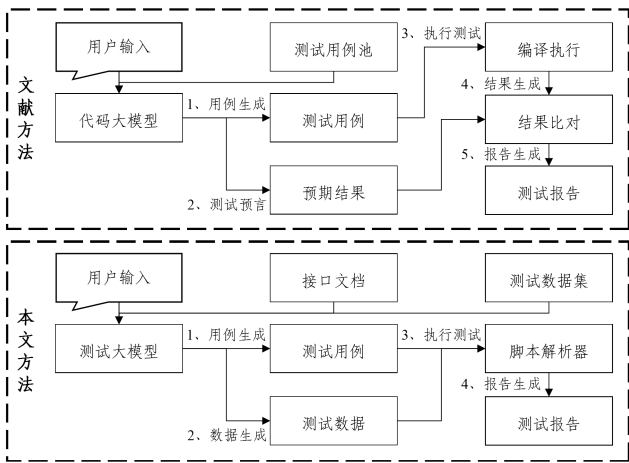 文献方法
用户输入
测试用例池
3、执行测试
编译执行
4、结果生成
代码大模型
1、用例生成
测试用例
结果比对
5、报告生成
2、测试预言
预期结果
测试报告
本文方法
用户输入
接口文档
测试数据集
测试大模型
1、用例生成
测试用例
3、执行测试
脚本解析器
4、报告生成
2、数据生成
测试数据
测试报告